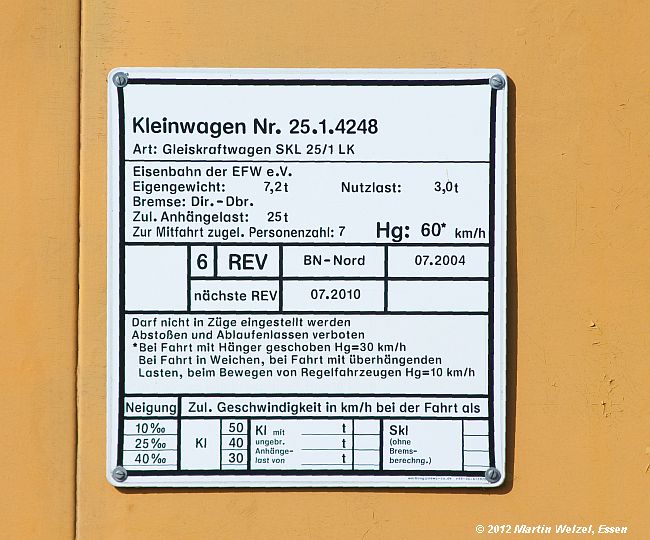 Kleinwagen Nr. 25.1.4248
Art: Gleiskraftwagen SKL 25/1 LK
Eisenbahn der EFW e.V.
Eigengewicht: 7,2t Nutzlast: 3,0t
Bremse: Dir.-Dbr.
Zul. Anhängelast: 25t
Zur Mitfahrt zugel. Personenzahl: 7 Hg: 60* km/h
6 REV BN-Nord 07.2004
nächste REV 07.2010
Darf nicht in Züge eingestellt werden
Abstoßen und Ablaufenlassen verboten
*Bei Fahrt mit Hänger geschoben Hg=30 km/h
Bei Fahrt in Weichen, bei Fahrt mit überhängenden
Lasten, beim Bewegen von Regelfahrzeugen Hg=10 km/h
Neigung Zul. Geschwindigkeit in km/h bei der Fahrt als
10‰ 50 Kl mit t Skl
25‰ Kl 40 ungebr. (ohne
Anhänge- Brems-
40‰ 30 last von t berechng.)
© 2012 Martin Welzel, Essen